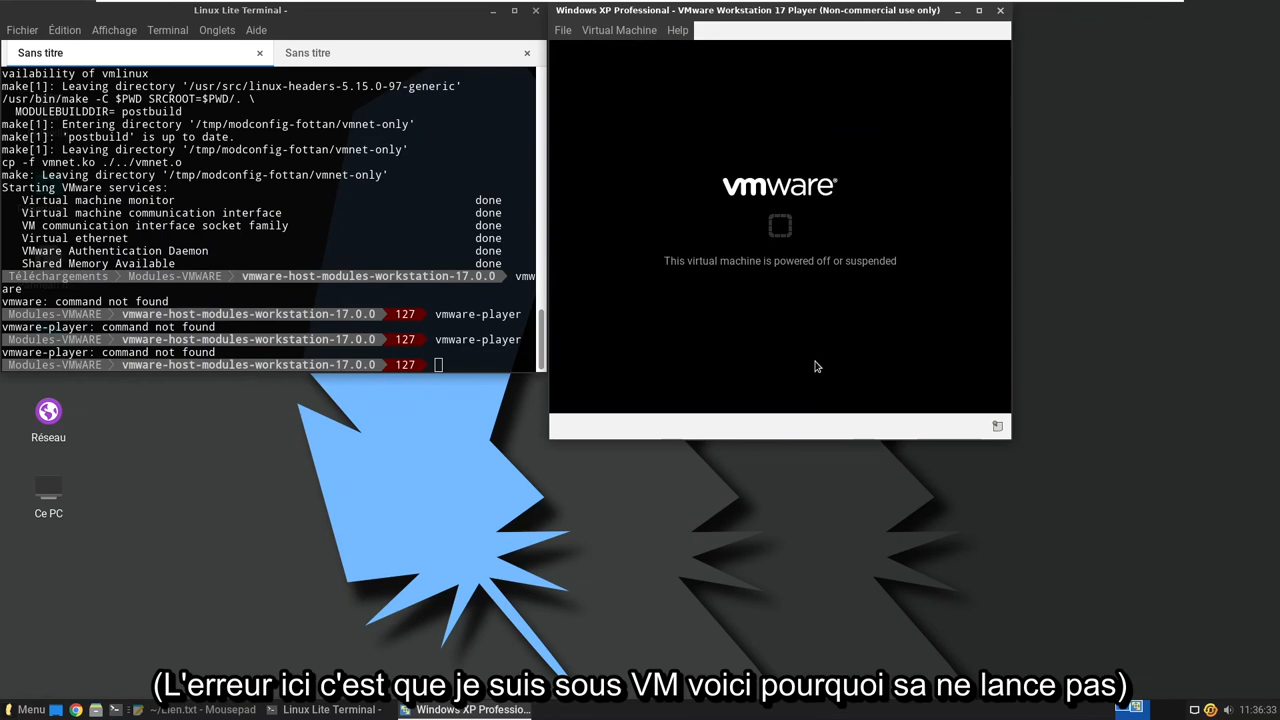 Linux Lite Terminal -
Fichier Édition Affichage Terminal Onglets Aide
Sans titre
Sans titre
vailability of vmlinux
make[1]: Leaving directory '/usr/src/linux-headers-5.15.0-97-generic'
/usr/bin/make -C $PWD SRCROOT=$PWD/. \
MODULEBUILDDIR= postbuild
make[1]: Entering directory '/tmp/modconfig-fottan/vmnet-only'
make[1]: 'postbuild' is up to date.
make[1]: Leaving directory '/tmp/modconfig-fottan/vmnet-only'
cp -f vmnet.ko ./../vmnet.o
make: Leaving directory '/tmp/modconfig-fottan/vmnet-only'
Starting VMware services:
Virtual machine monitor done
Virtual machine communication interface done
VM communication interface socket family done
Virtual ethernet done
VMware Authentication Daemon done
Shared Memory Available done
Téléchargements Modules-VMWARE vmware-host-modules-workstation-17.0.0 vmw
are
vmware: command not found
Modules-VMWARE vmware-host-modules-workstation-17.0.0 127 vmware-player
vmware-player: command not found
Modules-VMWARE vmware-host-modules-workstation-17.0.0 127 vmware-player
vmware-player: command not found
Modules-VMWARE vmware-host-modules-workstation-17.0.0 127
Windows XP Professional - VMware Workstation 17 Player (Non-commercial use only)
File Virtual Machine Help
vmware®
This virtual machine is powered off or suspended
Réseau
Ce PC
(L'erreur ici c'est que je suis sous VM voici pourquoi sa ne lance pas)
Menu ~/Lien.txt - Mousepad Linux Lite Terminal - Windows XP Professio... 11:36:33